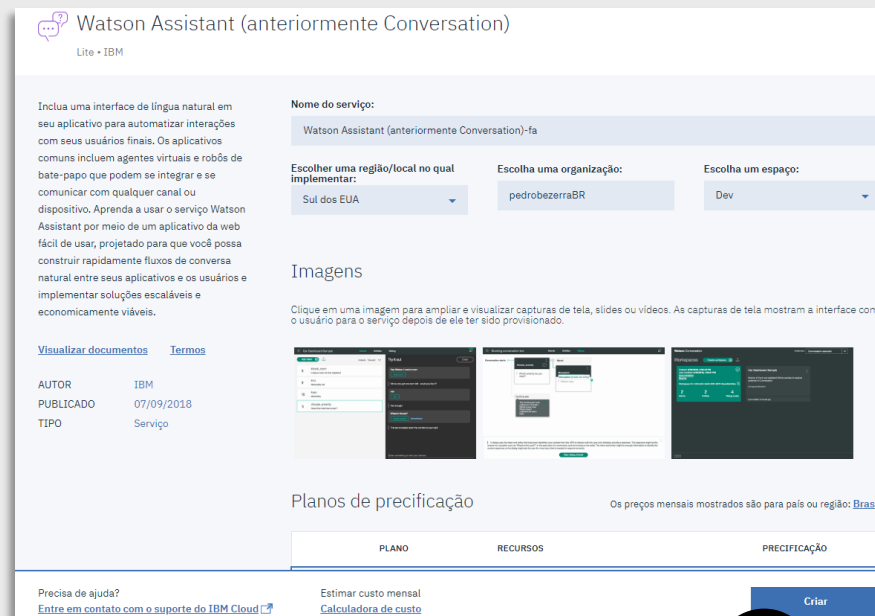 Watson Assistant (anteriormente Conversation)
Lite • IBM
Inclua uma interface de língua natural em
seu aplicativo para automatizar interações
com seus usuários finais. Os aplicativos
comuns incluem agentes virtuais e robôs de
bate-papo que podem se integrar e se
comunicar com qualquer canal ou
dispositivo. Aprenda a usar o serviço Watson
Assistant por meio de um aplicativo da web
fácil de usar, projetado para que você possa
construir rapidamente fluxos de conversa
natural entre seus aplicativos e os usuários e
implementar soluções escaláveis e
economicamente viáveis.
Visualizar documentos Termos
AUTOR IBM
PUBLICADO 07/09/2018
TIPO Serviço
Nome do serviço:
Watson Assistant (anteriormente Conversation)-fa
Escolher uma região/local no qual
implementar:
Sul dos EUA
Escolha uma organização:
pedrobezerraBR
Escolha um espaço:
Dev
Imagens
Clique em uma imagem para ampliar e visualizar capturas de tela, slides ou vídeos. As capturas de tela mostram a interface com
o usuário para o serviço depois de ele ter sido provisionado.
Planos de precificação
Os preços mensais mostrados são para país ou região: Bras
PLANO RECURSOS PRECIFICAÇÃO
Precisa de ajuda?
Entre em contato com o suporte do IBM Cloud
Estimar custo mensal
Calculadora de custo
Criar